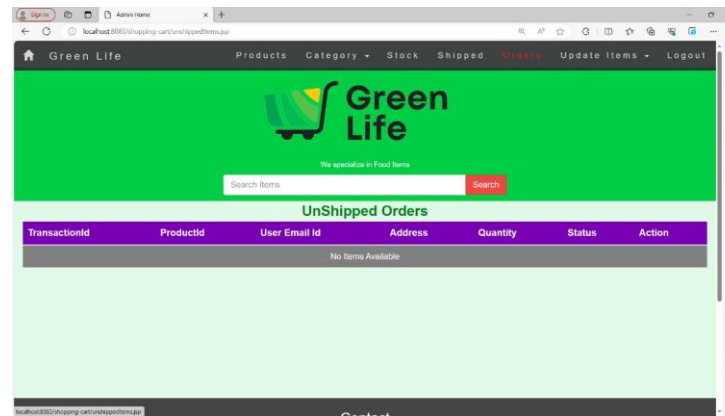 Sign in
Admin Home
localhost:8083/shopping-cart/unshippedItems.jsp
Green Life
Products Category Stock Shipped Orders Update Items Logout
Green
Life
We specialize in Food Items
Search Items
Search
UnShipped Orders
TransactionId ProductId User Email Id Address Quantity Status Action
No Items Available
localhost:8083/shopping-cart/unshippedItems.jsp
Contact